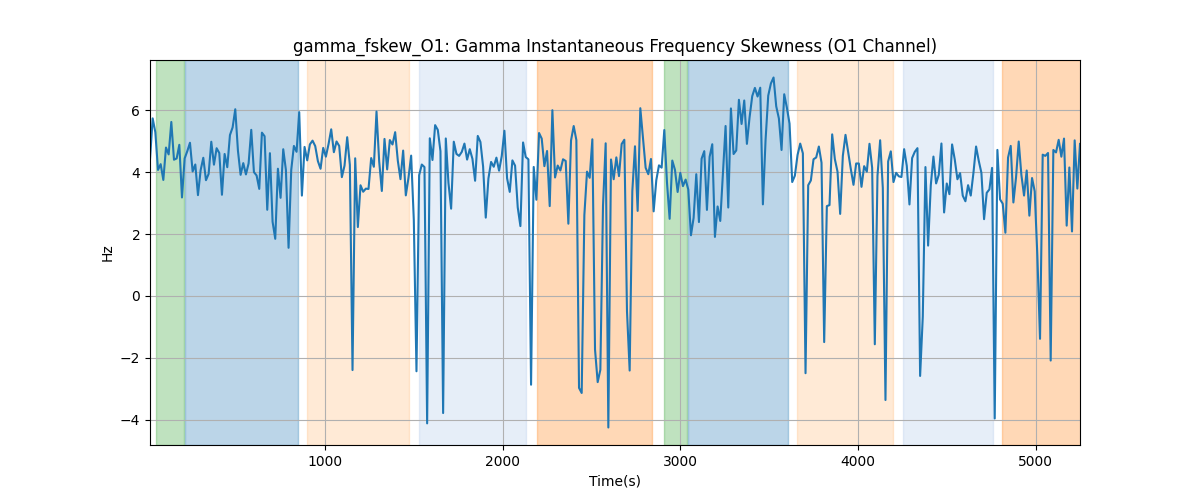 gamma_fskew_O1: Gamma Instantaneous Frequency Skewness (O1 Channel)
Hz
6
4
2
0
−2
−4
1000 2000 3000 4000 5000
Time(s)